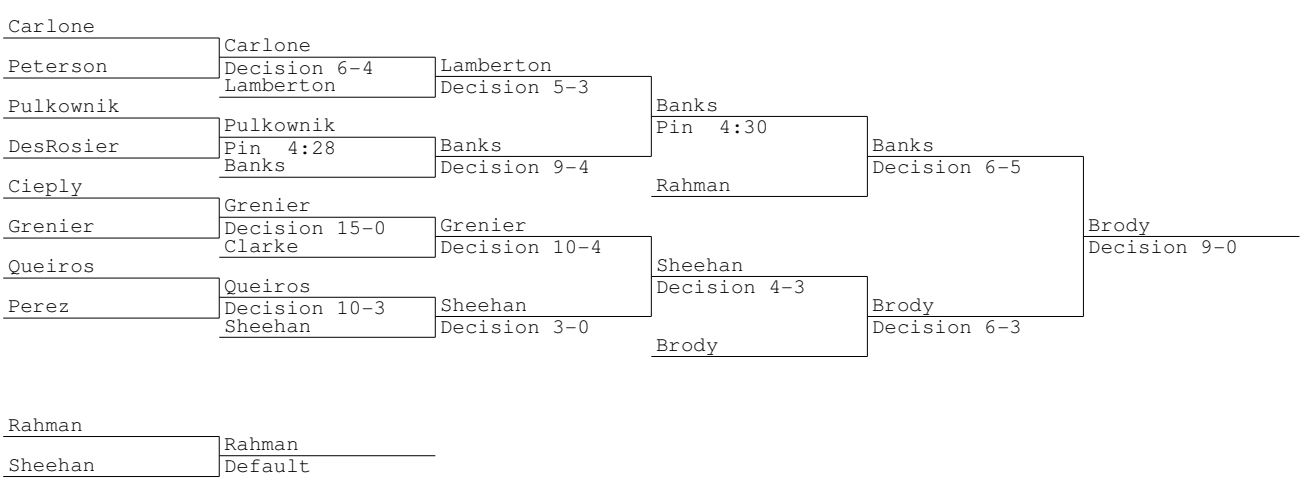 Carlone
Carlone
Peterson
Decision 6-4
Lamberton
Lamberton
Decision 5-3
Pulkownik
Pulkownik
DesRosier
Pin 4:28
Banks
Banks
Decision 9-4
Banks
Pin 4:30
Rahman
Banks
Decision 6-5
Cieply
Grenier
Grenier
Decision 15-0
Clarke
Grenier
Decision 10-4
Queiros
Queiros
Perez
Decision 10-3
Sheehan
Sheehan
Decision 3-0
Sheehan
Decision 4-3
Brody
Brody
Decision 6-3
Brody
Decision 9-0
Rahman
Rahman
Sheehan
Default